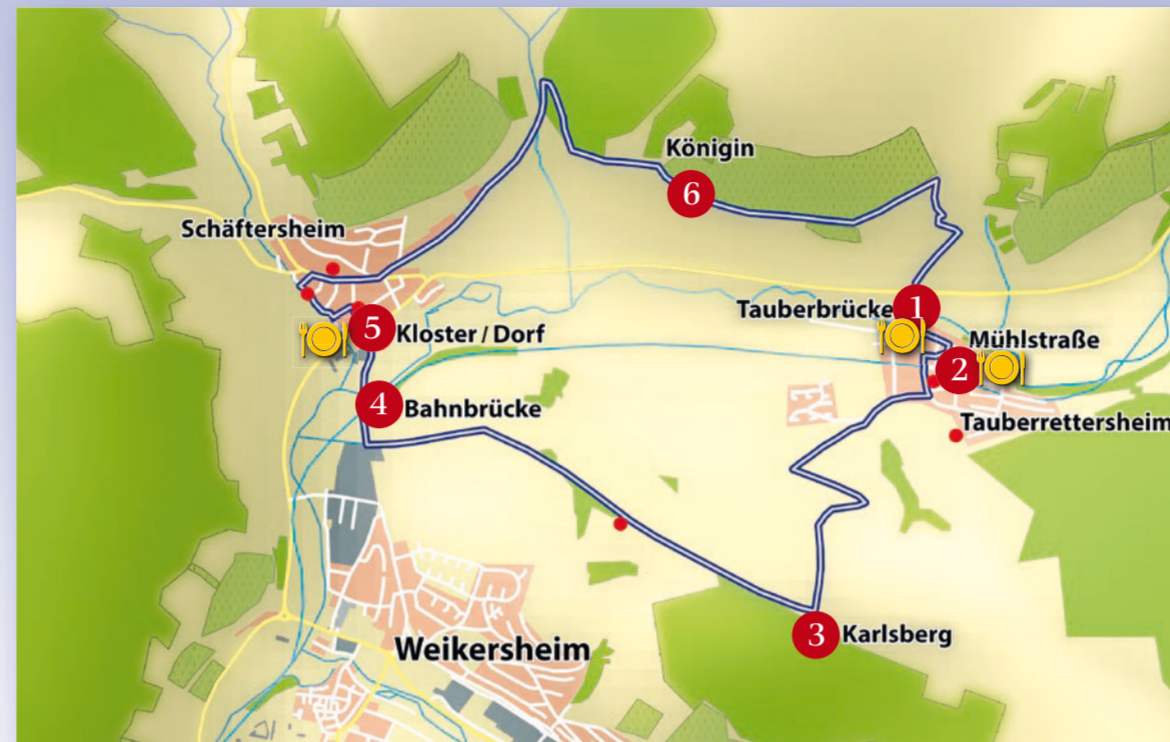 Königin
6
Schäftersheim
Tauberbrücke 1
5 Kloster / Dorf
Mühlstraße
2
4 Bahnbrücke
Tauberrettersheim
Weikersheim
3 Karlsberg